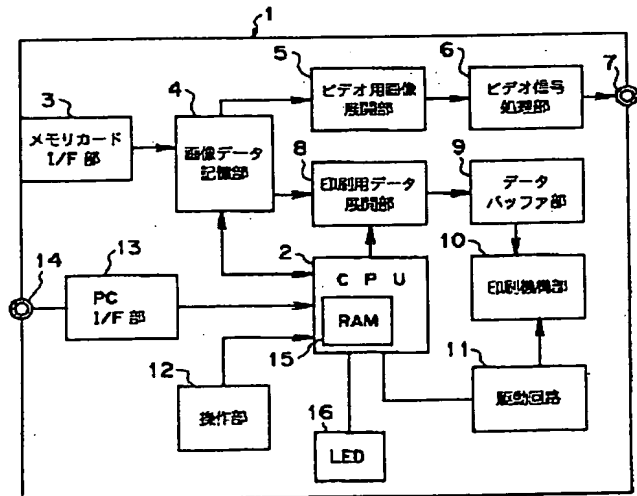 1
5
ビデオ用画像
展開部
6
ビデオ信号
処理部
7
3
メモリカード
I/F部
4
画像データ
記憶部
8
印刷用データ
展開部
9
データ
バッファ部
2
CPU
RAM
15
10
印刷機構部
14
13
PC
I/F部
12
操作部
11
駆動回路
16
LED